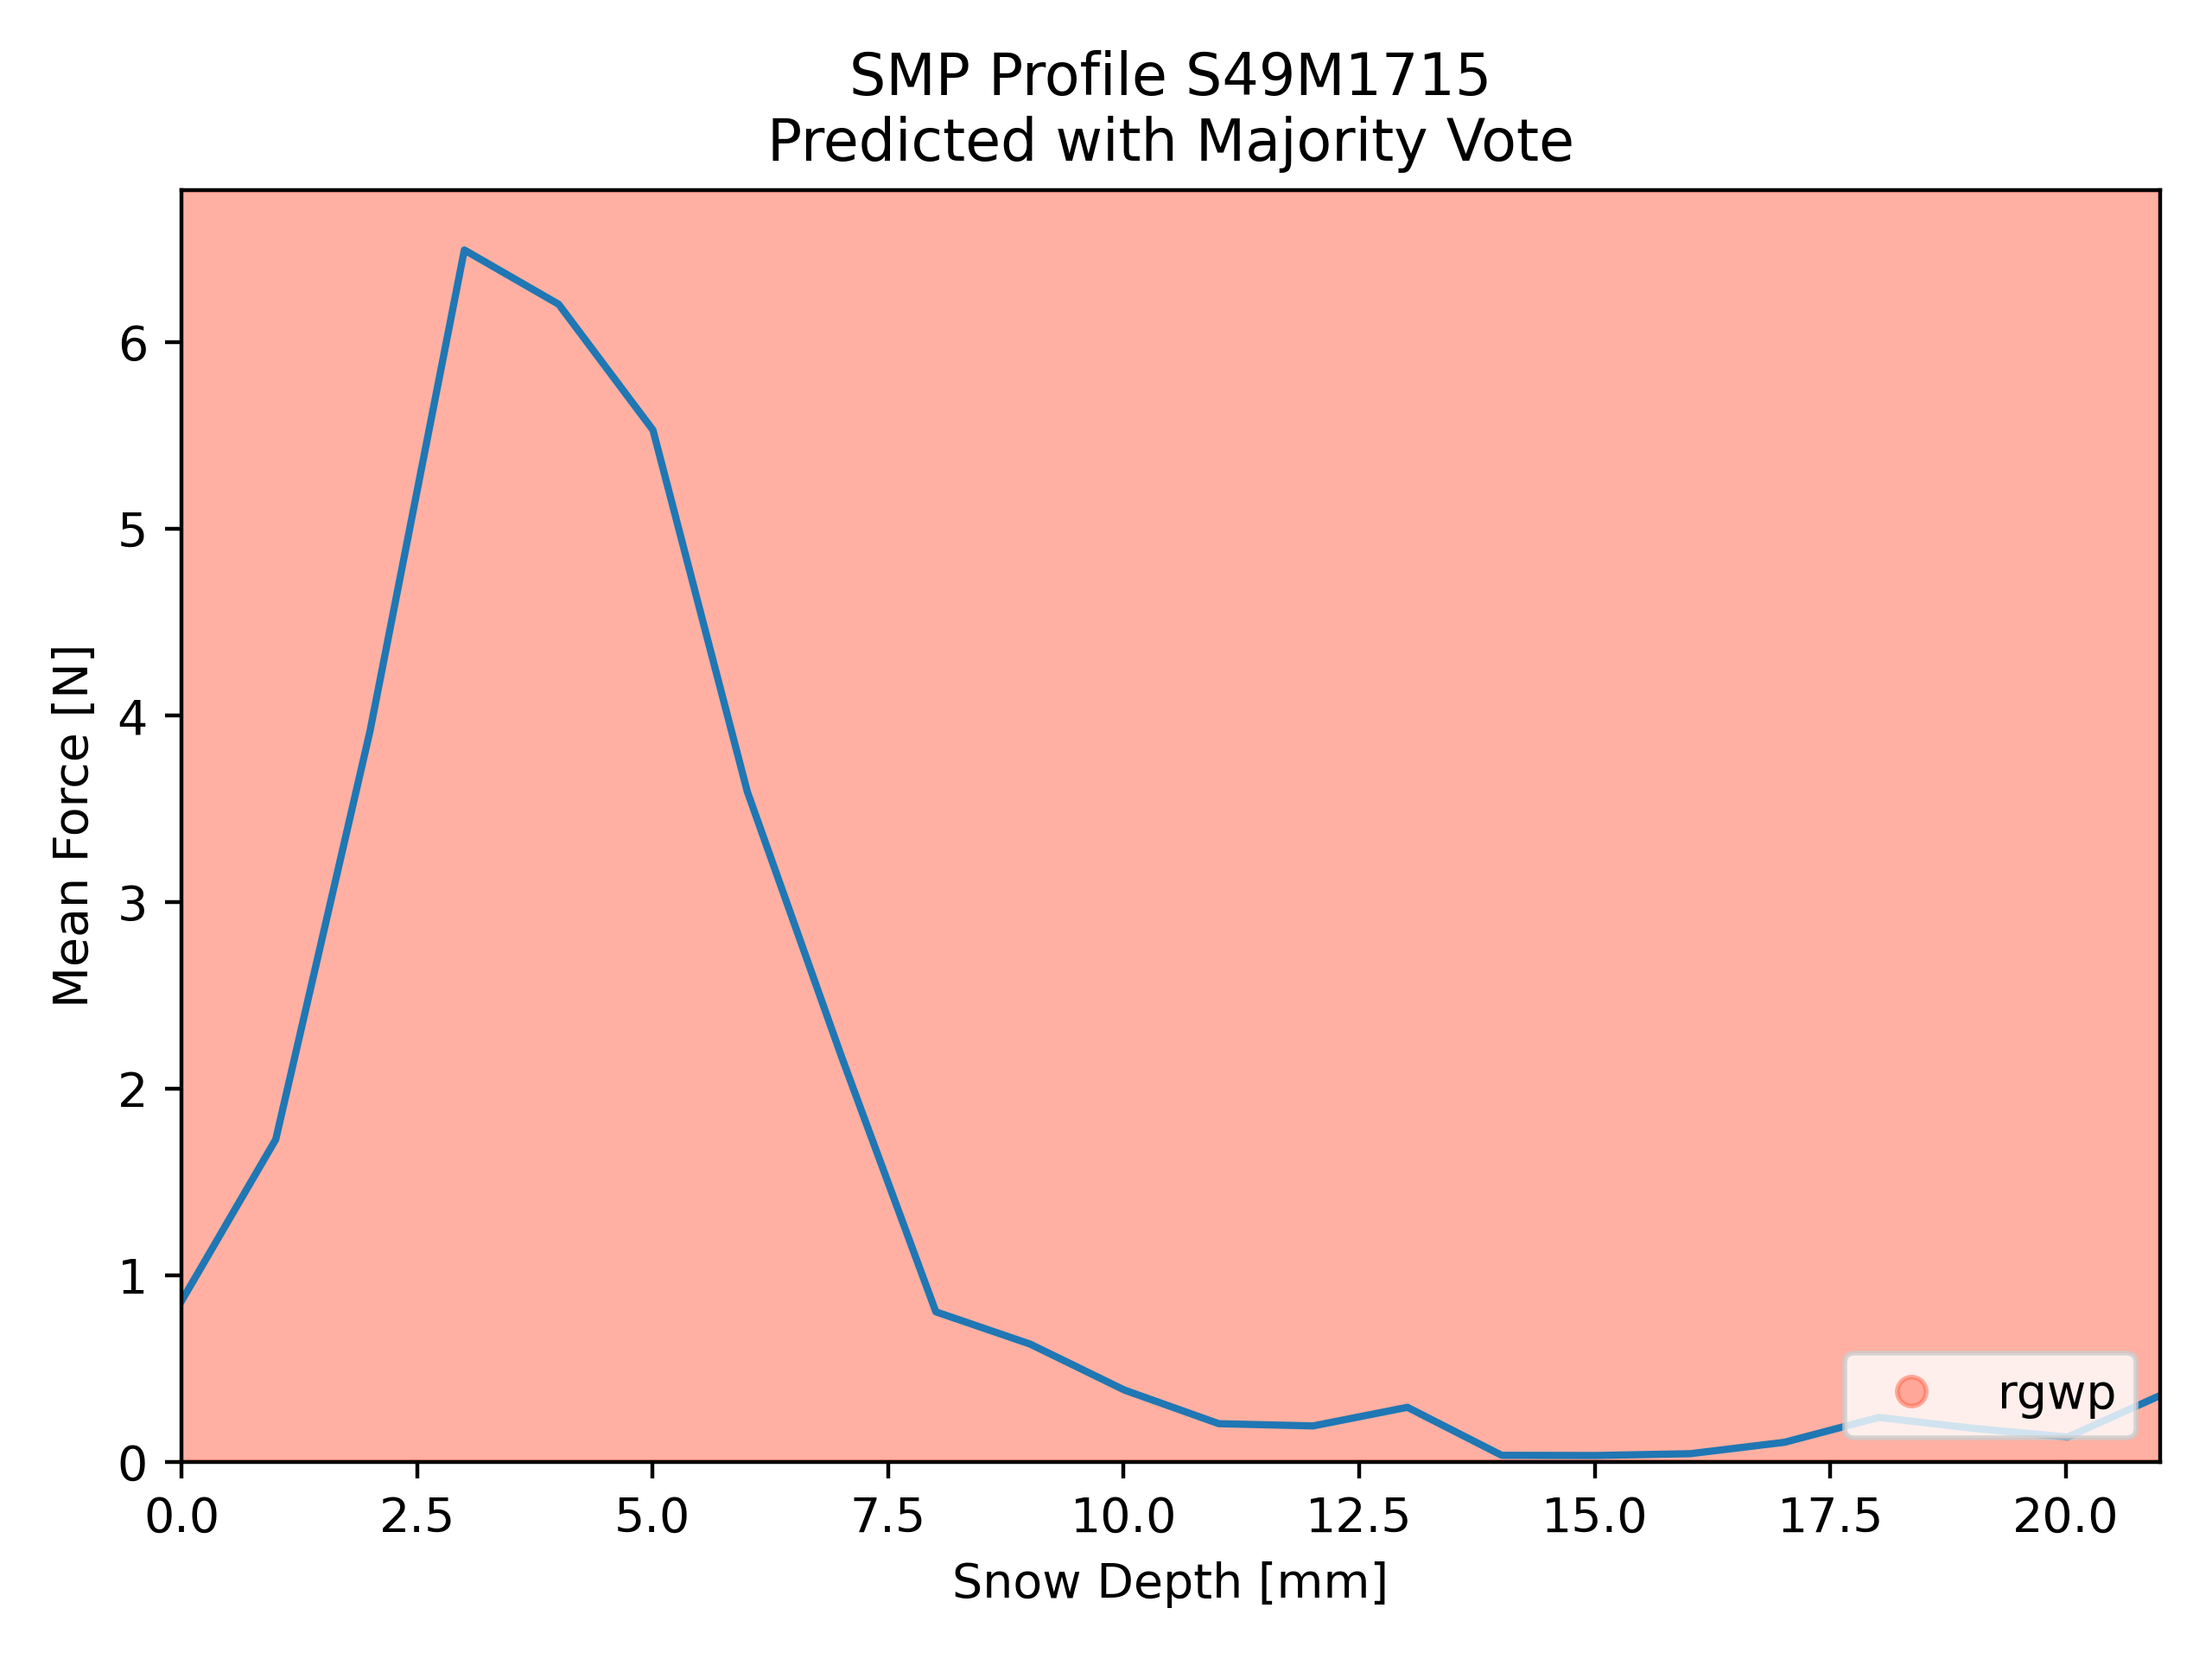 SMP Profile S49M1715
Predicted with Majority Vote
Mean Force [N]
6
5
4
3
2
1
0
rgwp
0.0 2.5 5.0 7.5 10.0 12.5 15.0 17.5 20.0
Snow Depth [mm]